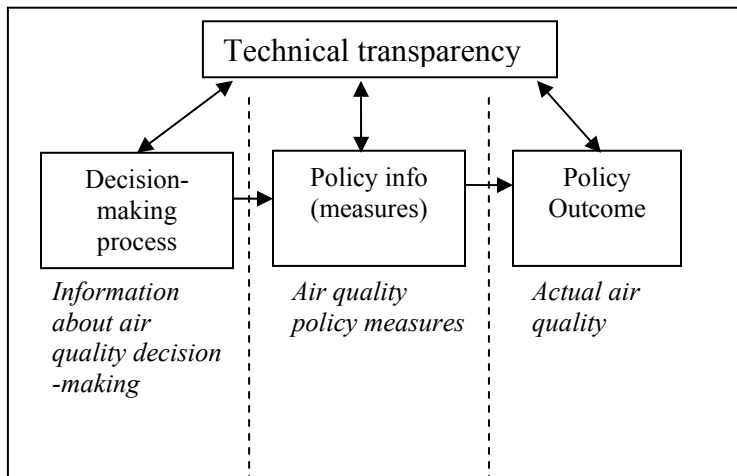 Technical transparency
Decision-
making
process
Policy info
(measures)
Policy
Outcome
Information
about air
quality decision
-making
Air quality
policy measures
Actual air
quality